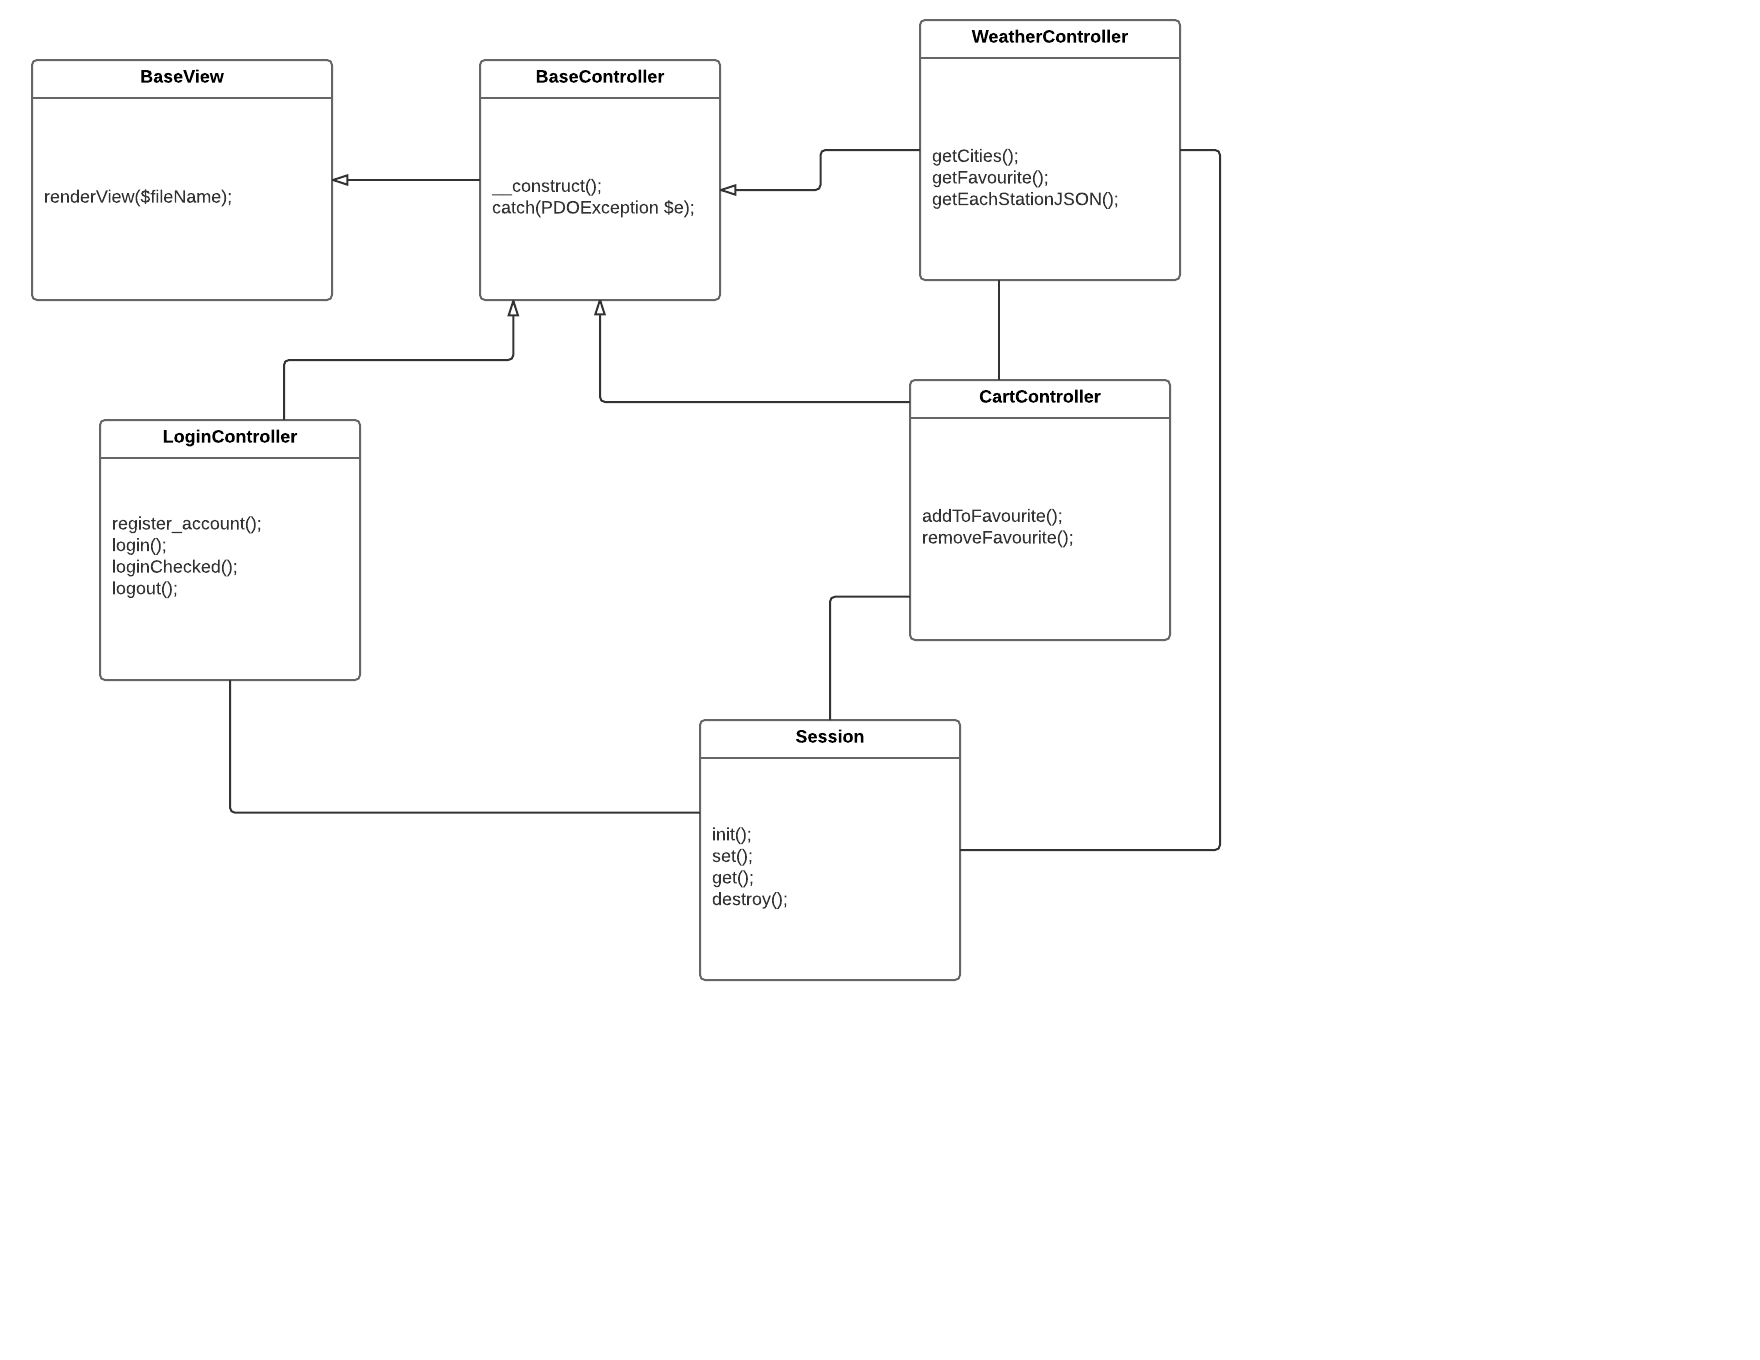 BaseView
renderView($fileName);
BaseController
__construct();
catch(PDOException $e);
WeatherController
getCities();
getFavourite();
getEachStationJSON();
LoginController
register_account();
login();
loginChecked();
logout();
CartController
addToFavourite();
removeFavourite();
Session
init();
set();
get();
destroy();